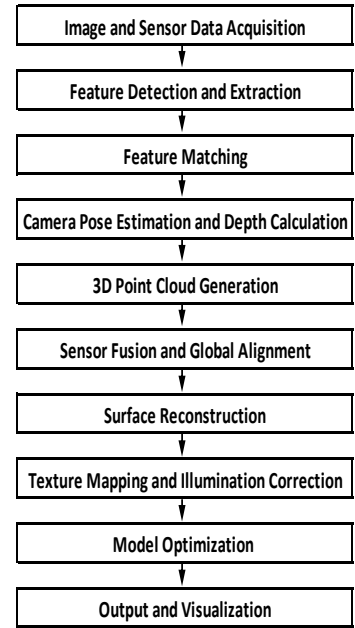 Image and Sensor Data Acquisition
Feature Detection and Extraction
Feature Matching
Camera Pose Estimation and Depth Calculation
3D Point Cloud Generation
Sensor Fusion and Global Alignment
Surface Reconstruction
Texture Mapping and Illumination Correction
Model Optimization
Output and Visualization